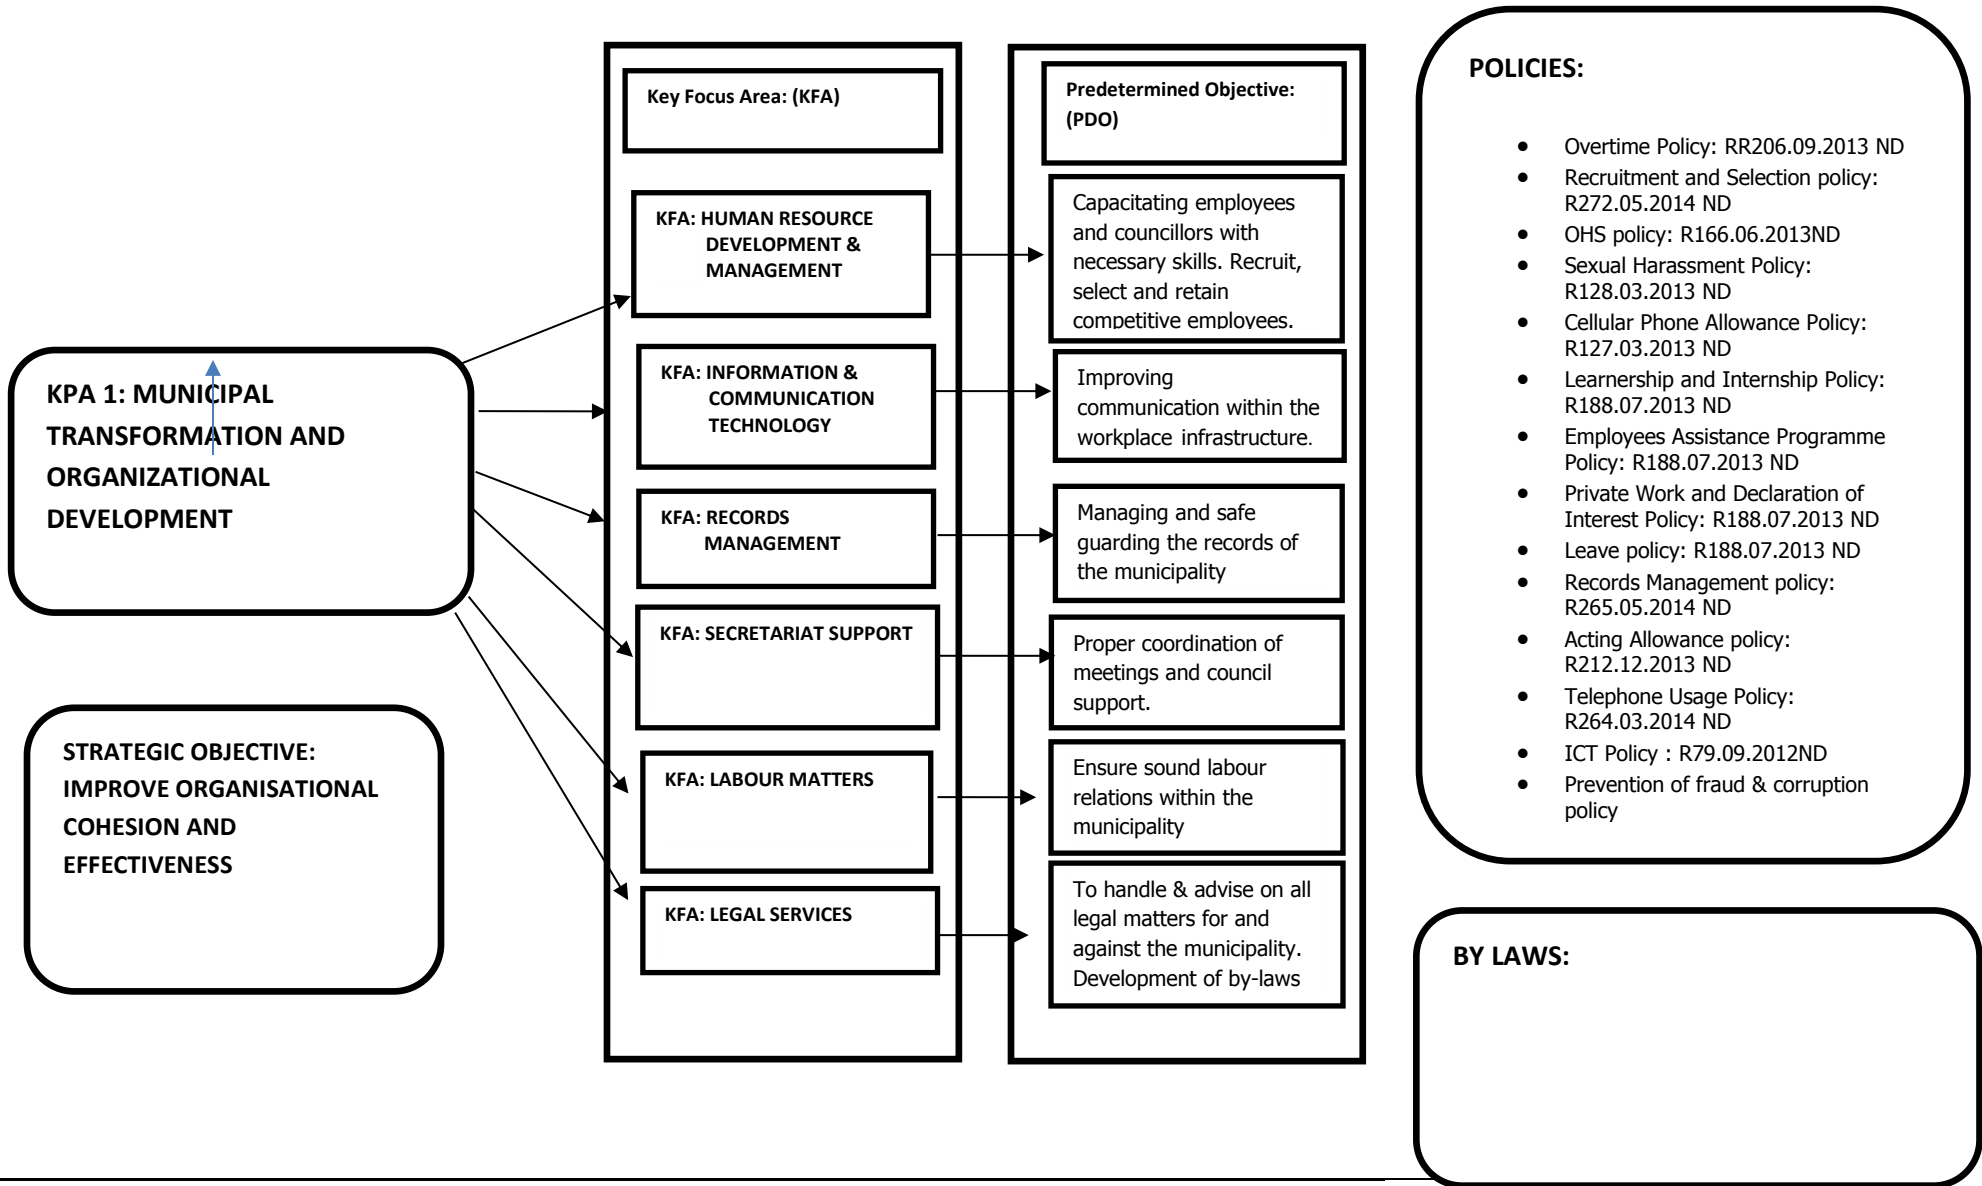 KPA 1: MUNICIPAL
TRANSFORMATION AND
ORGANIZATIONAL
DEVELOPMENT
STRATEGIC OBJECTIVE:
IMPROVE ORGANISATIONAL
COHESION AND
EFFECTIVENESS
Key Focus Area: (KFA)
KFA: HUMAN RESOURCE
DEVELOPMENT &
MANAGEMENT
KFA: INFORMATION &
COMMUNICATION
TECHNOLOGY
KFA: RECORDS
MANAGEMENT
KFA: SECRETARIAT SUPPORT
KFA: LABOUR MATTERS
KFA: LEGAL SERVICES
Predetermined Objective:
(PDO)
Capacitating employees
and councillors with
necessary skills. Recruit,
select and retain
competitive employees.
Improving
communication within the
workplace infrastructure.
Managing and safe
guarding the records of
the municipality
Proper coordination of
meetings and council
support.
Ensure sound labour
relations within the
municipality
To handle & advise on all
legal matters for and
against the municipality.
Development of by-laws
POLICIES:
• Overtime Policy: RR206.09.2013 ND
• Recruitment and Selection policy:
R272.05.2014 ND
• OHS policy: R166.06.2013ND
• Sexual Harassment Policy:
R128.03.2013 ND
• Cellular Phone Allowance Policy:
R127.03.2013 ND
• Learnership and Internship Policy:
R188.07.2013 ND
• Employees Assistance Programme
Policy: R188.07.2013 ND
• Private Work and Declaration of
Interest Policy: R188.07.2013 ND
• Leave policy: R188.07.2013 ND
• Records Management policy:
R265.05.2014 ND
• Acting Allowance policy:
R212.12.2013 ND
• Telephone Usage Policy:
R264.03.2014 ND
• ICT Policy : R79.09.2012ND
• Prevention of fraud & corruption
policy
BY LAWS: